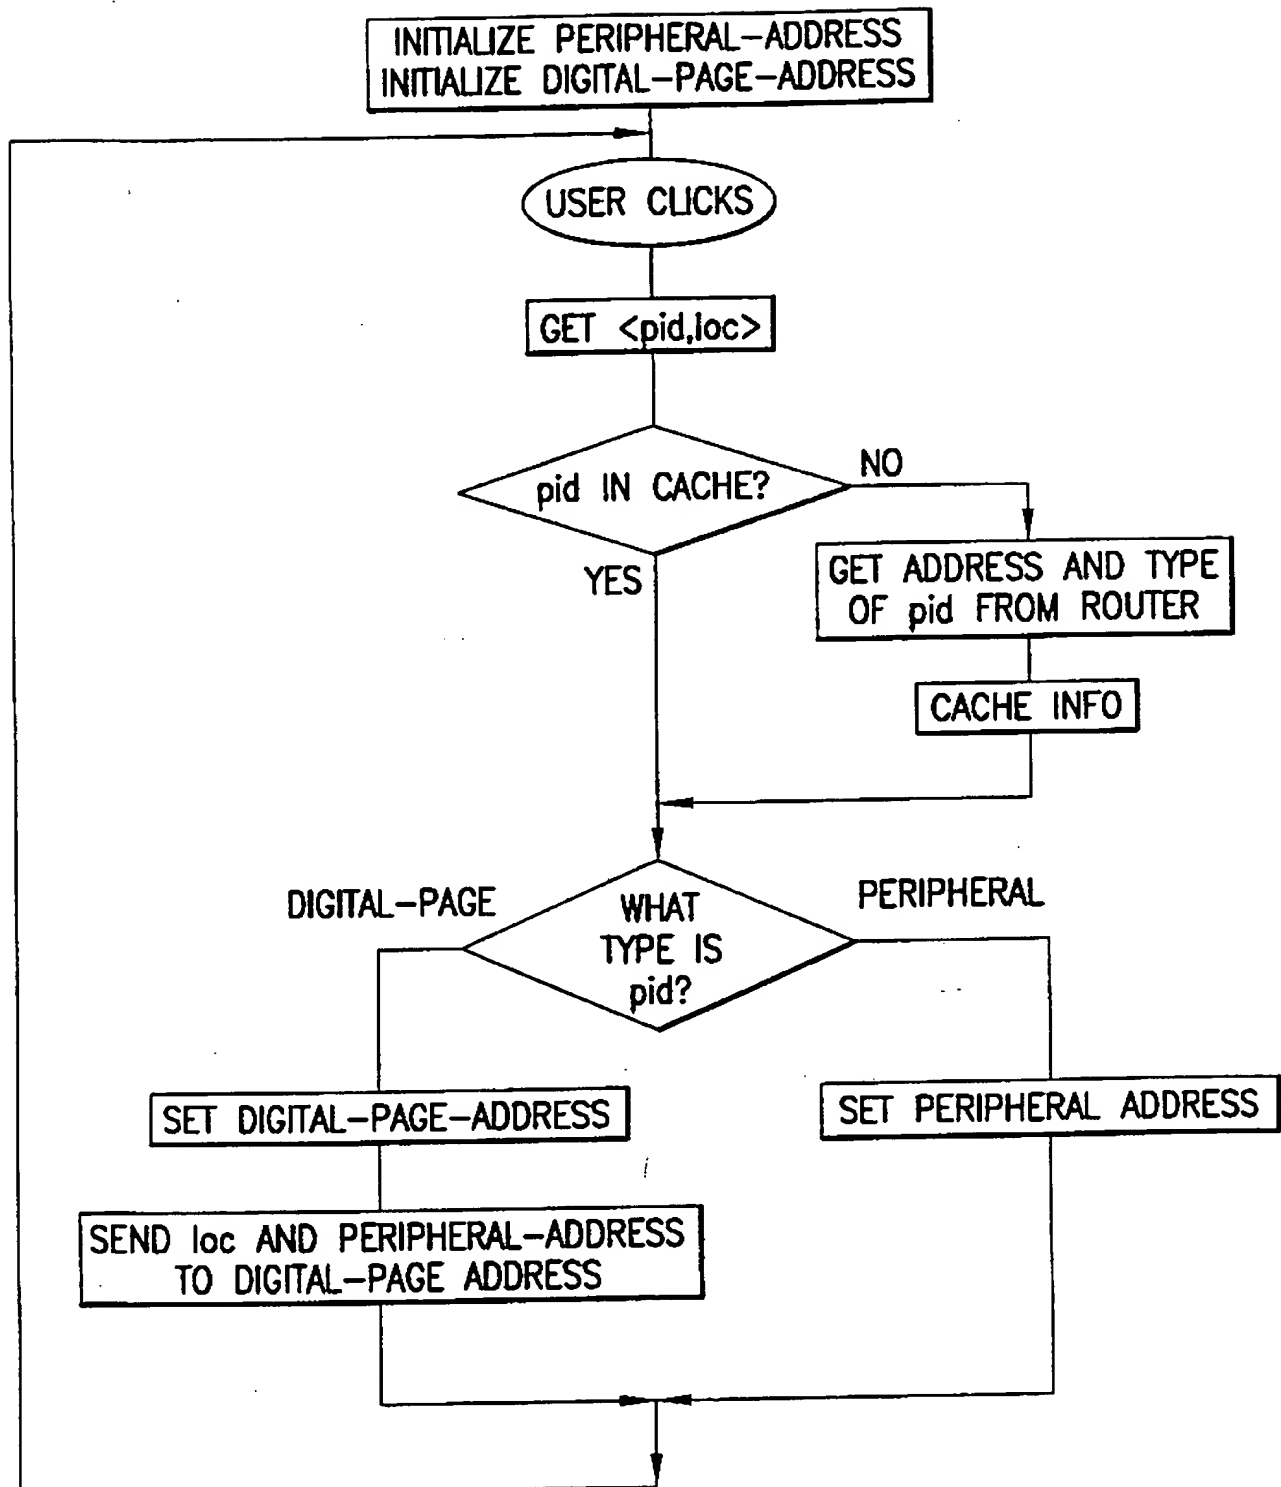 INITIALIZE PERIPHERAL-ADDRESS
INITIALIZE DIGITAL-PAGE-ADDRESS
USER CLICKS
GET <pid,loc>
pid IN CACHE?
NO
YES
GET ADDRESS AND TYPE
OF pid FROM ROUTER
CACHE INFO
DIGITAL-PAGE
WHAT
TYPE IS
pid?
PERIPHERAL
SET DIGITAL-PAGE-ADDRESS
SET PERIPHERAL ADDRESS
SEND loc AND PERIPHERAL-ADDRESS
TO DIGITAL-PAGE ADDRESS